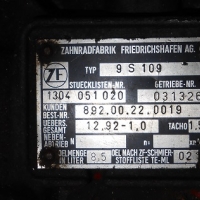 ZAHNRADFABRIK FRIEDRICHSHAFEN AG.
ZF
TYP 9 S 109
STUECKLISTEN-NR. GETRIEBE-NR.
1304 051 020 031326
KUNDEN
BEST-NR. 892.00.22.0019
UEBERS.
GESAMT 12,92-1,0 TACHO
NEBEN-
ABTRIEB N N
OELMENGE
IN LITER 8,5 OEL NACH ZF-SCHMIER-
STOFFLISTE TE-ML 02